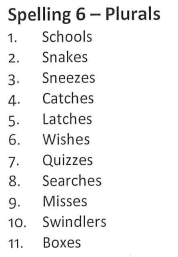 Spelling 6 – Plurals
1. Schools
2. Snakes
3. Sneezes
4. Catches
5. Latches
6. Wishes
7. Quizzes
8. Searches
9. Misses
10. Swindlers
11. Boxes